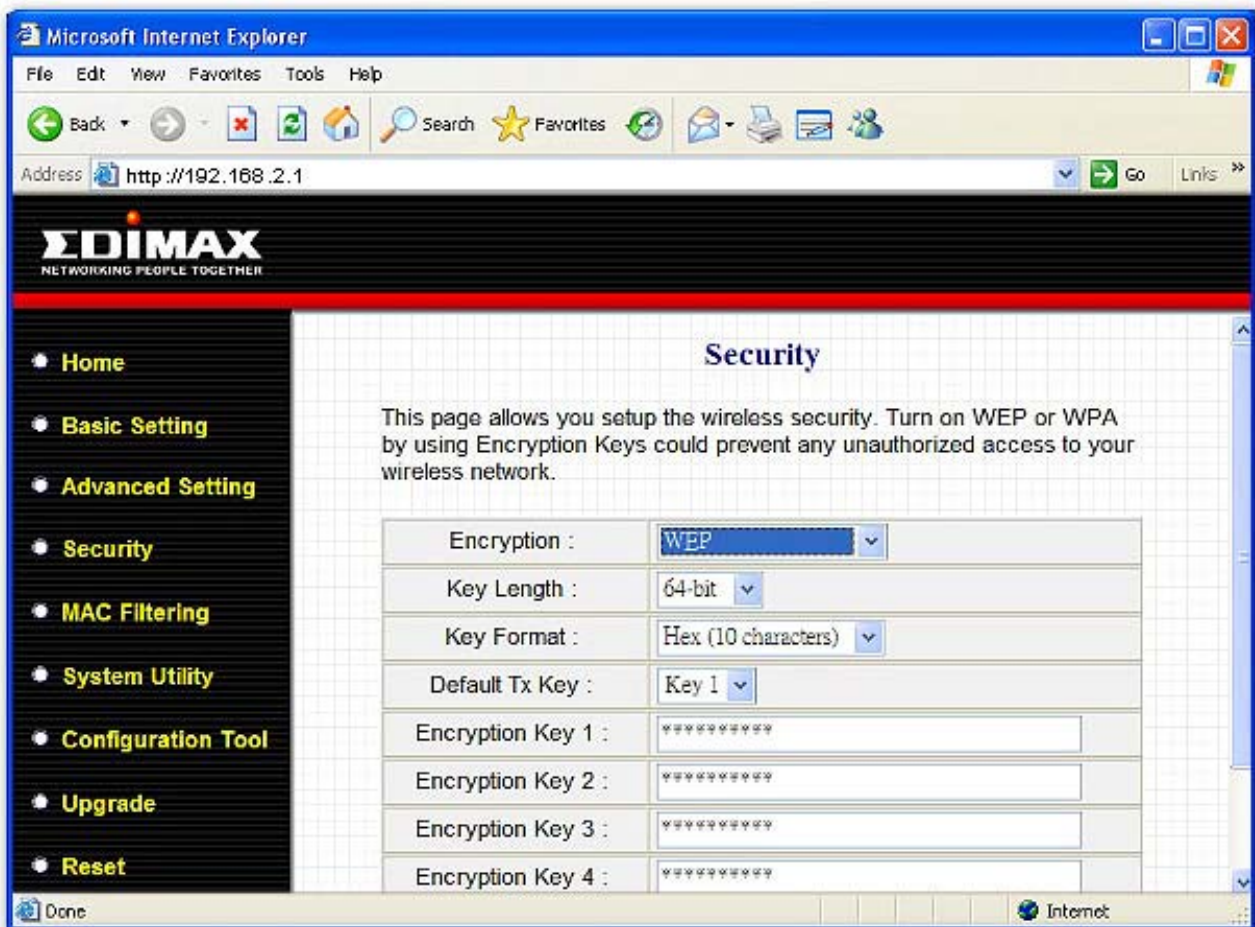 Microsoft Internet Explorer
File Edit View Favorites Tools Help
Back Search Favorites
Address http://192.168.2.1 Go Links »
EDIMAX
NETWORKING PEOPLE TOGETHER
Home
Basic Setting
Advanced Setting
Security
MAC Filtering
System Utility
Configuration Tool
Upgrade
Reset
Security
This page allows you setup the wireless security. Turn on WEP or WPA
by using Encryption Keys could prevent any unauthorized access to your
wireless network.
Encryption : WEP
Key Length : 64-bit
Key Format : Hex (10 characters)
Default Tx Key : Key 1
Encryption Key 1 : **********
Encryption Key 2 : **********
Encryption Key 3 : **********
Encryption Key 4 : **********
Done Internet